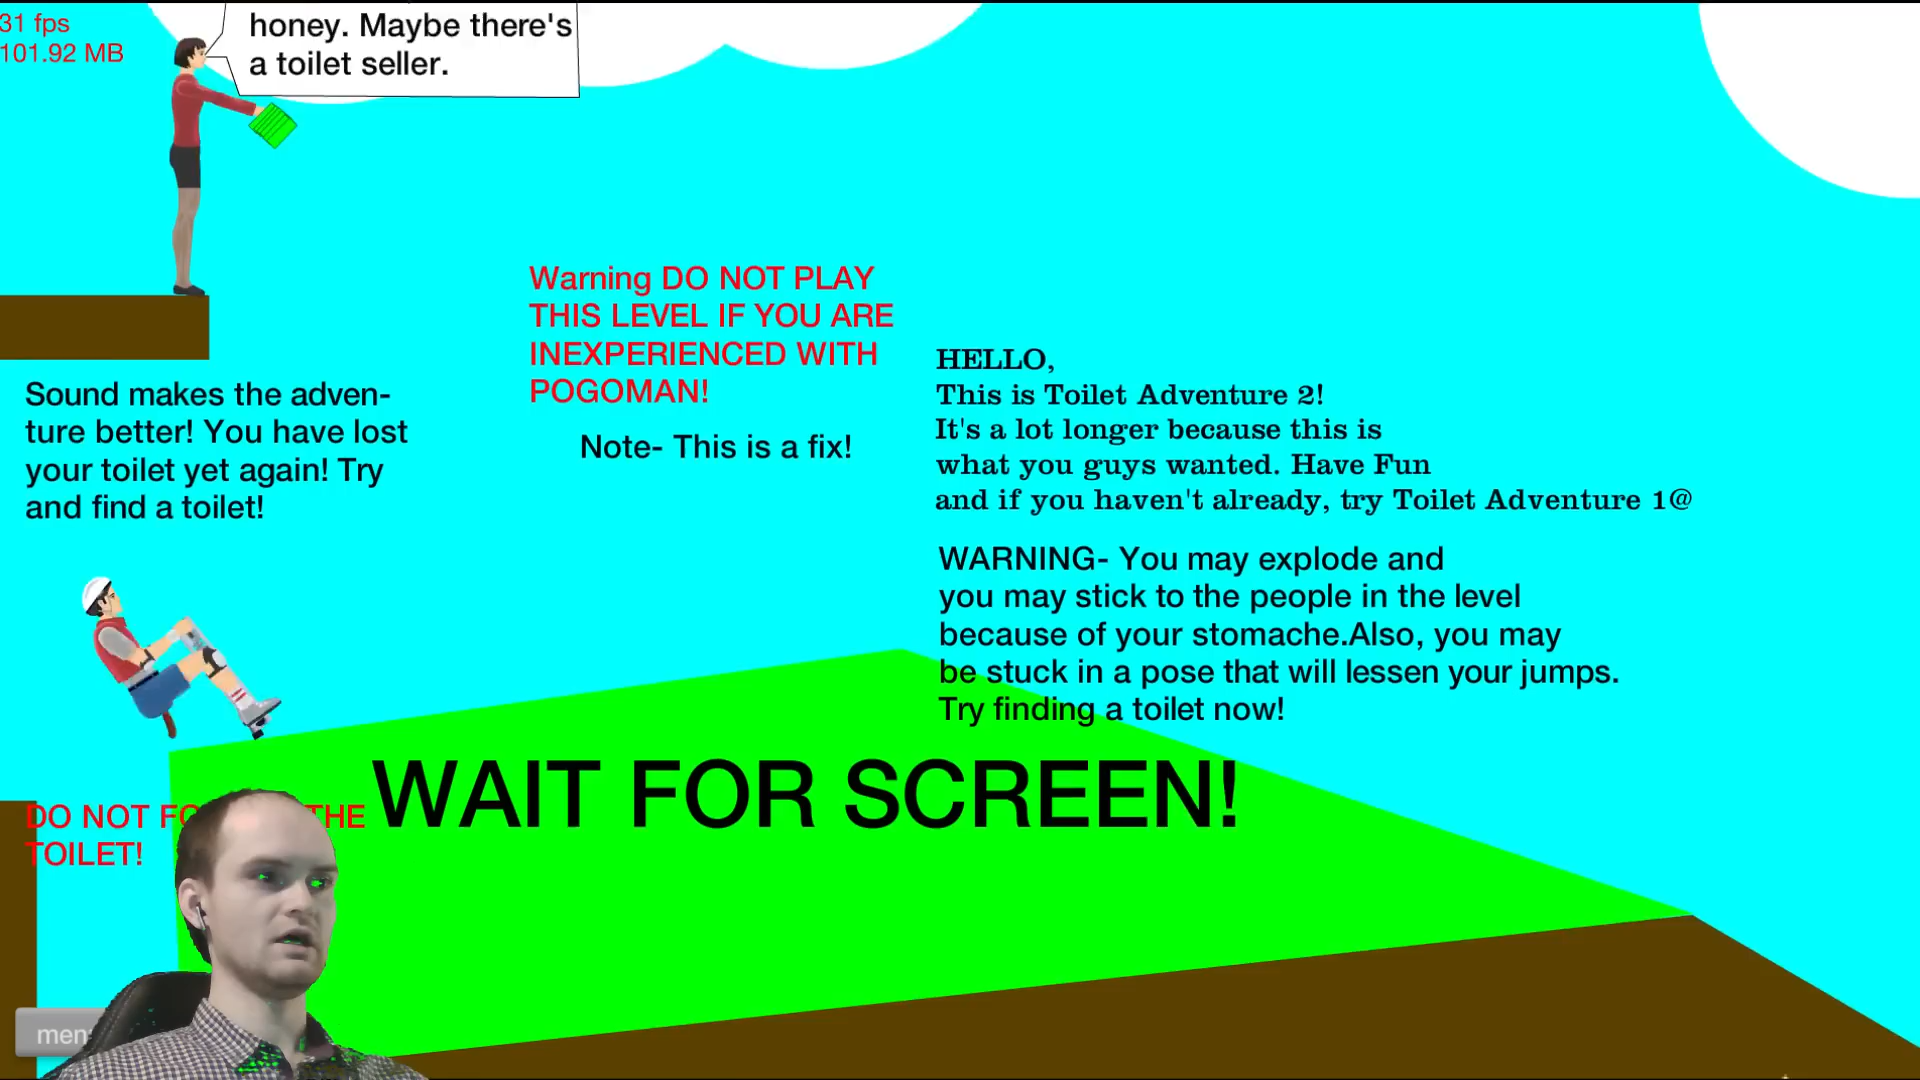 31 fps
101.92 MB
honey. Maybe there's
a toilet seller.
Warning DO NOT PLAY
THIS LEVEL IF YOU ARE
INEXPERIENCED WITH
POGOMAN!
Note- This is a fix!
HELLO,
This is Toilet Adventure 2!
It's a lot longer because this is
what you guys wanted. Have Fun
and if you haven't already, try Toilet Adventure 1@
Sound makes the adven-
ture better! You have lost
your toilet yet again! Try
and find a toilet!
WARNING- You may explode and
you may stick to the people in the level
because of your stomache.Also, you may
be stuck in a pose that will lessen your jumps.
Try finding a toilet now!
WAIT FOR SCREEN!
DO NOT THE
TOILET!